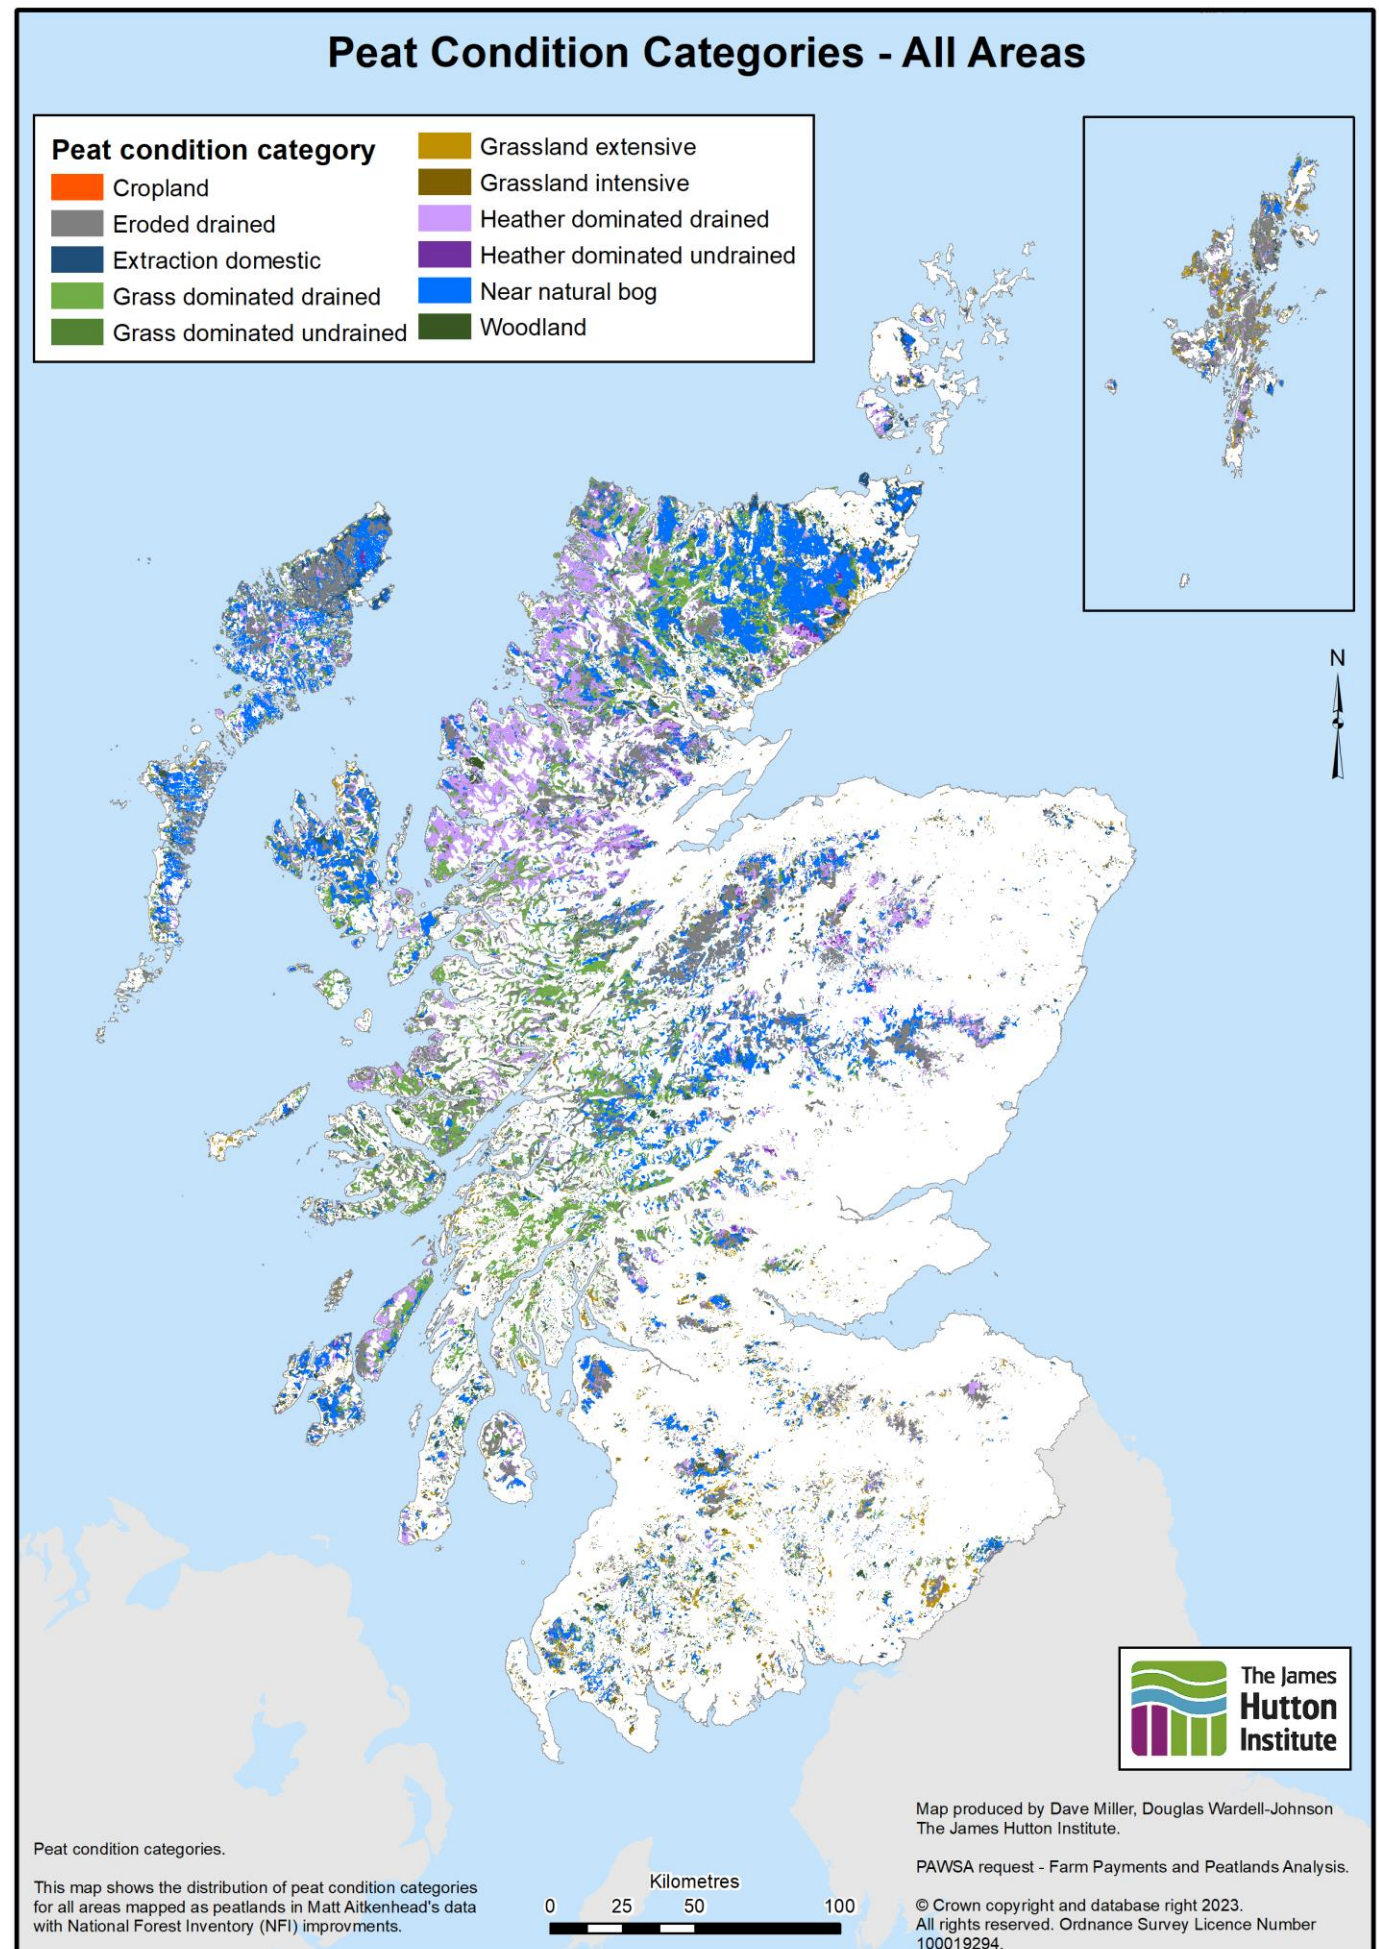 Peat Condition Categories - All Areas
Peat condition category
Cropland
Eroded drained
Extraction domestic
Grass dominated drained
Grass dominated undrained
Grassland extensive
Grassland intensive
Heather dominated drained
Heather dominated undrained
Near natural bog
Woodland
N
The James
Hutton
Institute
Peat condition categories.
This map shows the distribution of peat condition categories
for all areas mapped as peatlands in Matt Aitkenhead's data
with National Forest Inventory (NFI) improvments.
Kilometres
0 25 50 100
Map produced by Dave Miller, Douglas Wardell-Johnson
The James Hutton Institute.
PAWSA request - Farm Payments and Peatlands Analysis.
© Crown copyright and database right 2023.
All rights reserved. Ordnance Survey Licence Number
100019294.